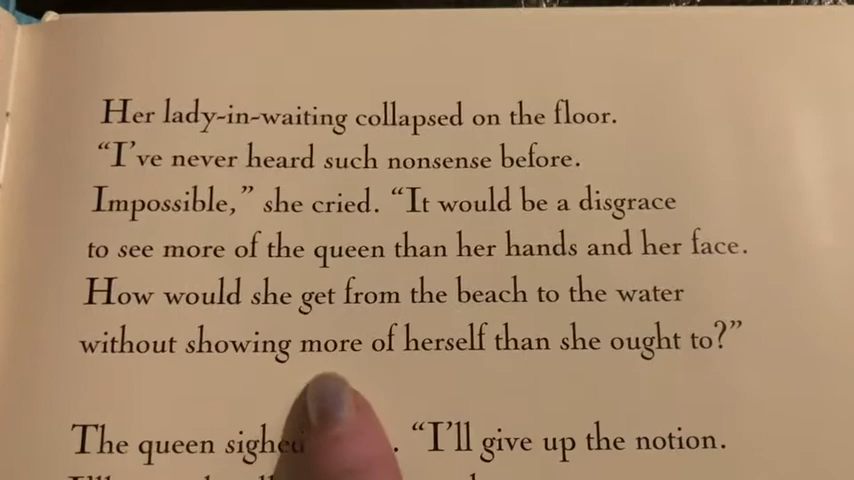 Her lady-in-waiting collapsed on the floor.
“I’ve never heard such nonsense before.
Impossible,” she cried. “It would be a disgrace
to see more of the queen than her hands and her face.
How would she get from the beach to the water
without showing more of herself than she ought to?”
The queen sighed . “I’ll give up the notion.